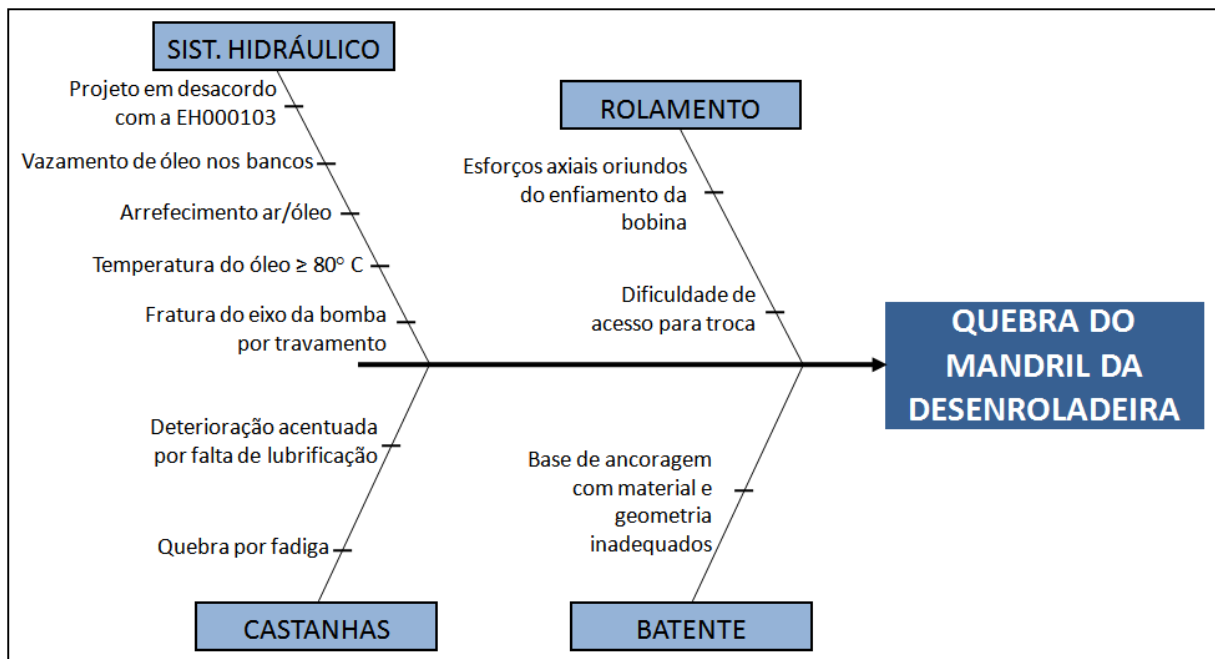 SIST. HIDRÁULICO
Projeto em desacordo
com a EH000103
Vazamento de óleo nos bancos
Arrefecimento ar/óleo
Temperatura do óleo ≥ 80° C
Fratura do eixo da bomba
por travamento
ROLAMENTO
Esforços axiais oriundos
do enfiamento da
bobina
Dificuldade de
acesso para troca
QUEBRA DO
MANDRIL DA
DESENROLADEIRA
Deterioração acentuada
por falta de lubrificação
Quebra por fadiga
CASTANHAS
Base de ancoragem
com material e
geometria
inadequados
BATENTE